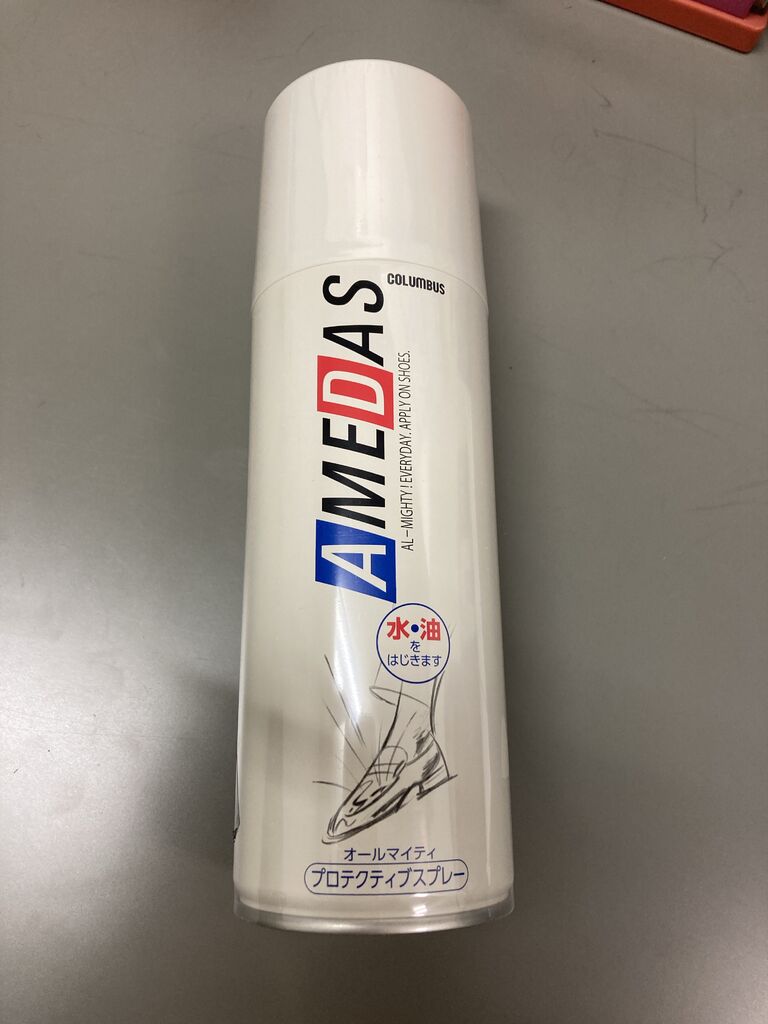 COLUMBUS
AMEDAS
AL-MIGHTY! EVERYDAY. APPLY ON SHOES.
水・油
を
はじきます
オールマイティ
プロテクティブスプレー